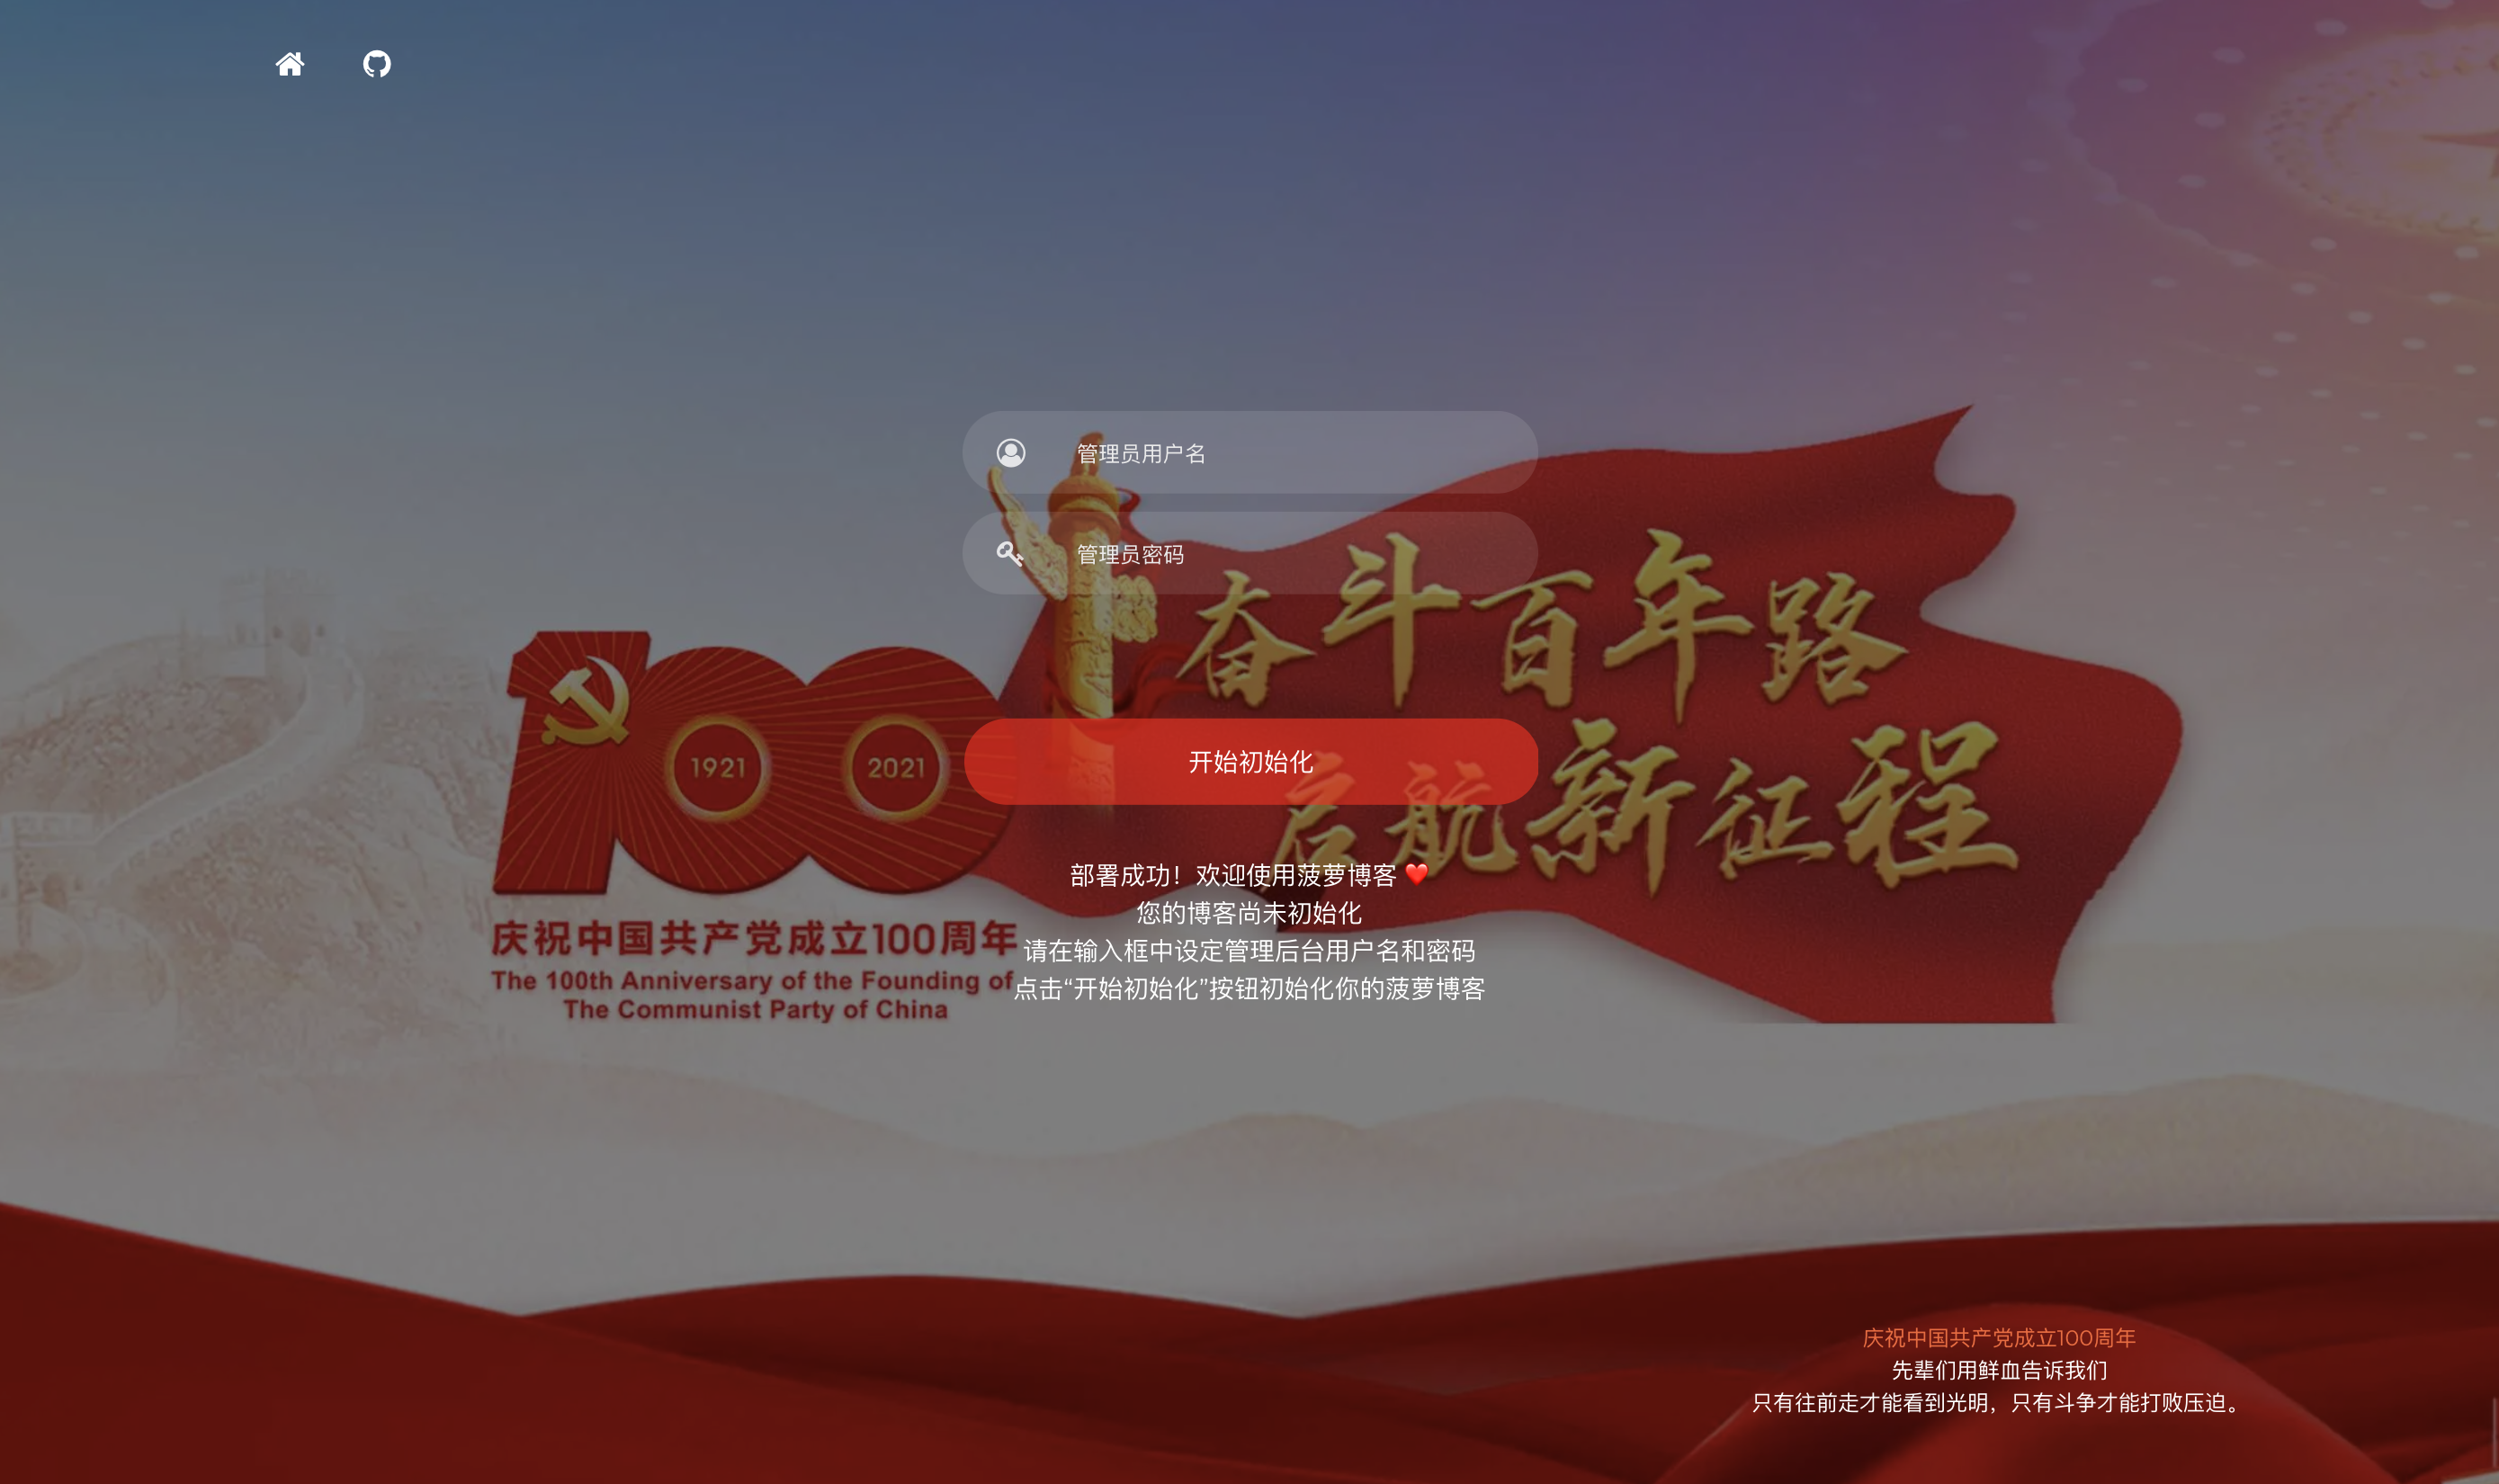 管理员用户名
管理员密码
奋斗百年路
启航新征程
1921
2021
开始初始化
庆祝中国共产党成立100周年
The 100th Anniversary of the Founding of
The Communist Party of China
部署成功！欢迎使用菠萝博客 ❤️
您的博客尚未初始化
请在输入框中设定管理后台用户名和密码
点击“开始初始化”按钮初始化你的菠萝博客
庆祝中国共产党成立100周年
先辈们用鲜血告诉我们
只有往前走才能看到光明，只有斗争才能打败压迫。